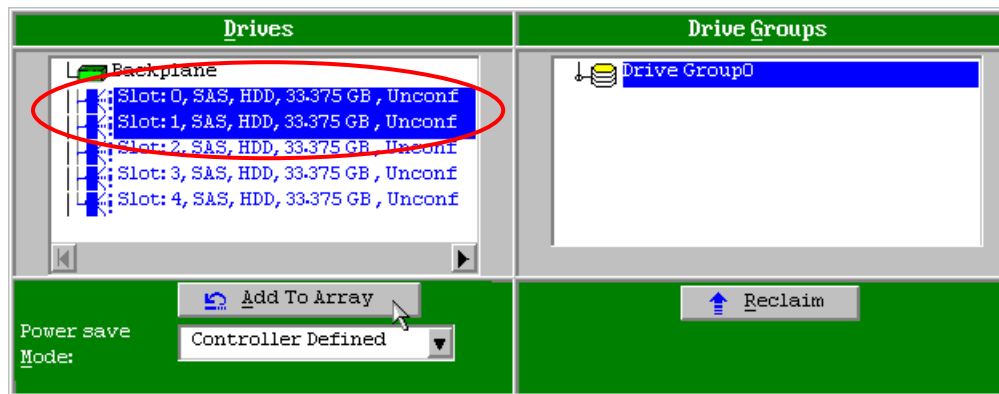 Drives
Backplane
Slot: 0, SAS, HDD, 33.375 GB , Unconf
Slot: 1, SAS, HDD, 33.375 GB , Unconf
Slot: 2, SAS, HDD, 33.375 GB , Unconf
Slot: 3, SAS, HDD, 33.375 GB , Unconf
Slot: 4, SAS, HDD, 33.375 GB , Unconf
Add To Array
Power save
Mode:
Controller Defined
Drive Groups
Drive Group0
Reclaim